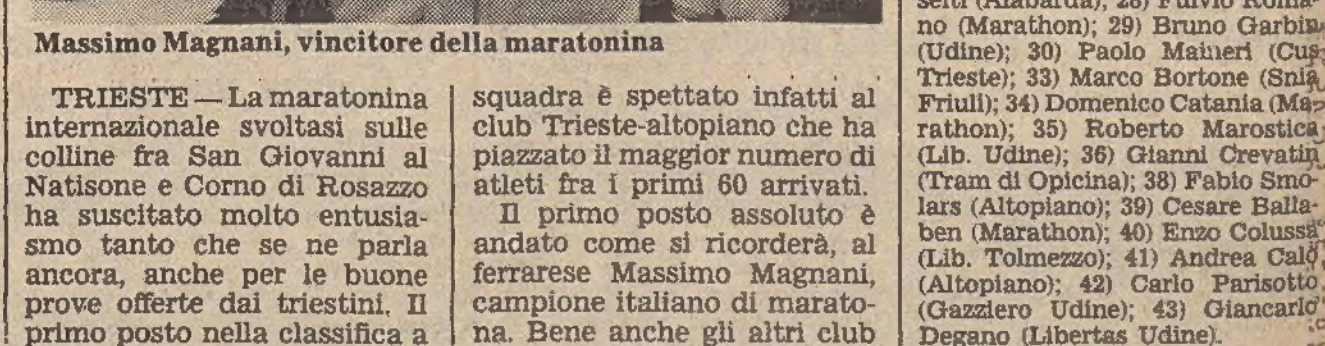 Massimo Magnani, vincitore della maratonina
TRIESTE — La maratonina
internazionale svoltasi sulle
colline fra San Giovanni al
Natisone e Corno di Rosazzo
ha suscitato molto entusia-
smo tanto che se ne parla
ancora, anche per le buone
prove offerte dai triestini. Il
primo posto nella classifica a
squadra è spettato infatti al
club Trieste-altopiano che ha
piazzato il maggior numero di
atleti fra i primi 60 arrivati.
Il primo posto assoluto è
andato come si ricorderà, al
ferrarese Massimo Magnani,
campione italiano di marato-
na. Bene anche gli altri club
(Alabarda); 28) Fulvio Roma-
no (Marathon); 29) Bruno Garbin
(Udine); 30) Paolo Maineri (Cus
Trieste); 33) Marco Bortone (Snia
Friuli); 34) Domenico Catania (Ma-
rathon); 35) Roberto Marostica
(Lib. Udine); 36) Gianni Crevatin
(Tram di Opicina); 38) Fabio Smo-
lars (Altopiano); 39) Cesare Balla-
ben (Marathon); 40) Enzo Colussa
(Lib. Tolmezzo); 41) Andrea Calò
(Altopiano); 42) Carlo Parisotto
(Gazziero Udine); 43) Giancarlo
Degano (Libertas Udine).